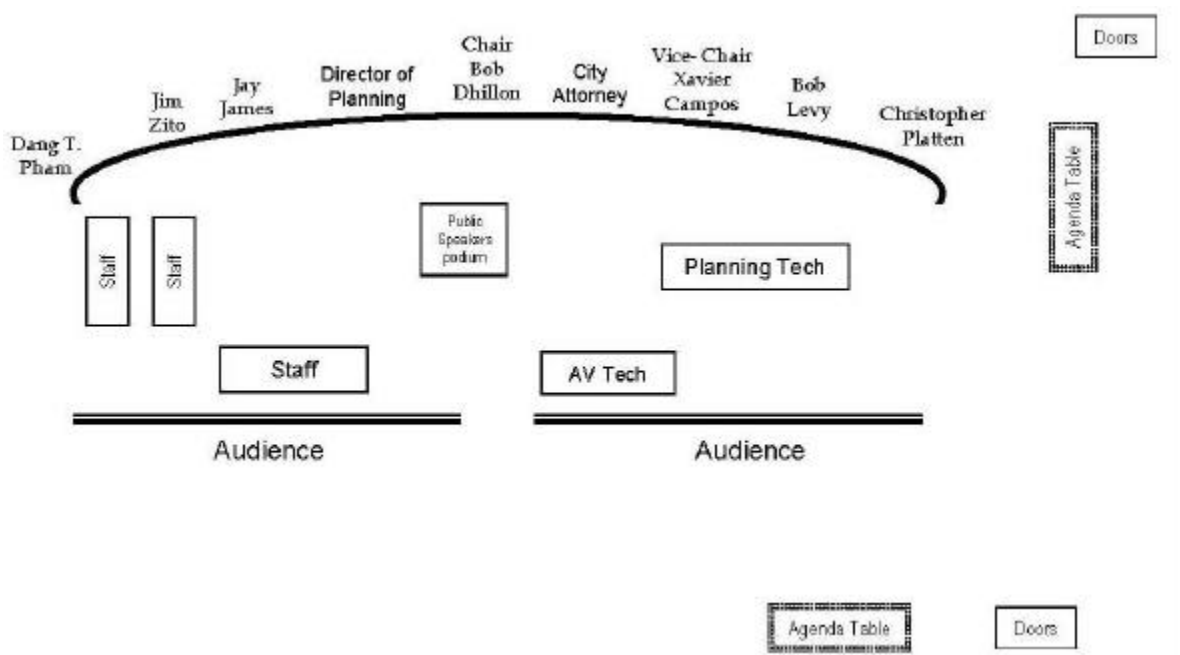 Doors
Dang T.
Pham
Jim
Zito
Jay
James
Director of
Planning
Chair
Bob
Dhillon
City
Attorney
Vice- Chair
Xavier
Campos
Bob
Levy
Christopher
Platten
Agenda Table
Staff
Staff
Public
Speakers
podium
Planning Tech
Staff
AV Tech
Audience
Audience
Agenda Table
Doors